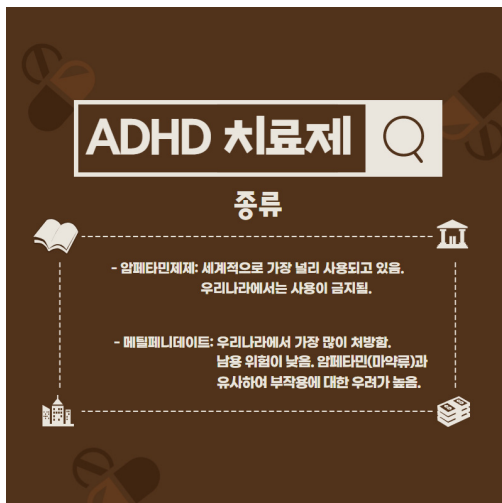 ADHD 치료제
종류
- 암페타민제제: 세계적으로 가장 널리 사용되고 있음.
우리나라에서는 사용이 금지됨.
- 메틸페니데이트: 우리나라에서 가장 많이 처방함.
남용 위험이 낮음. 암페타민(마약류)과
유사하여 부작용에 대한 우려가 높음.